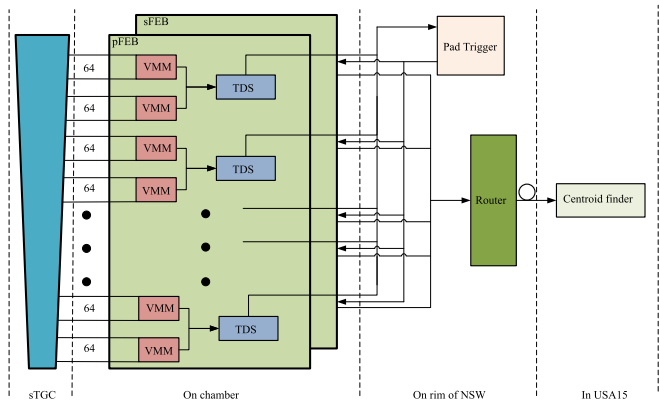 sFEB
pFEB
Pad Trigger
64
VMM
TDS
64
VMM
64
VMM
TDS
64
VMM
Router
Centroid finder
64
VMM
TDS
64
VMM
sTGC
On chamber
On rim of NSW
In USA15